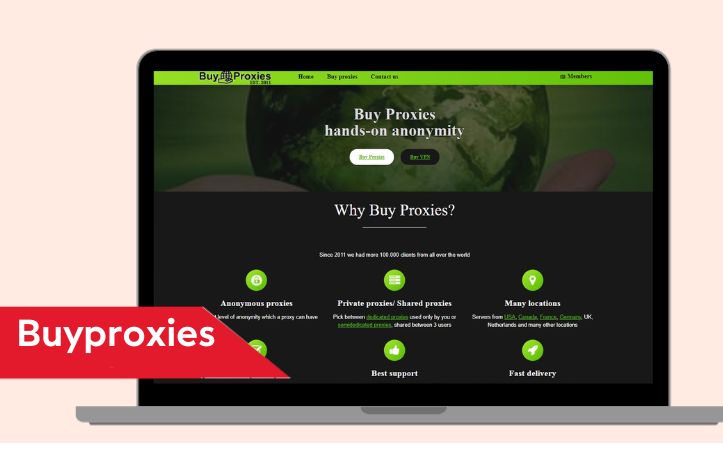 Buy Proxies
EST. 2011
Home Buy proxies Contact us Members
Buy Proxies
hands-on anonymity
Buy Proxies Buy VPN
Why Buy Proxies?
Since 2011 we had more 100.000 clients from all over the world
Anonymous proxies
level of anonymity which a proxy can have
Private proxies/ Shared proxies
Pick between dedicated proxies used only by you or
semidedicated proxies, shared between 3 users
Many locations
Servers from USA, Canada, France, Germany, UK,
Netherlands and many other locations
Buyproxies
Best support
Fast delivery